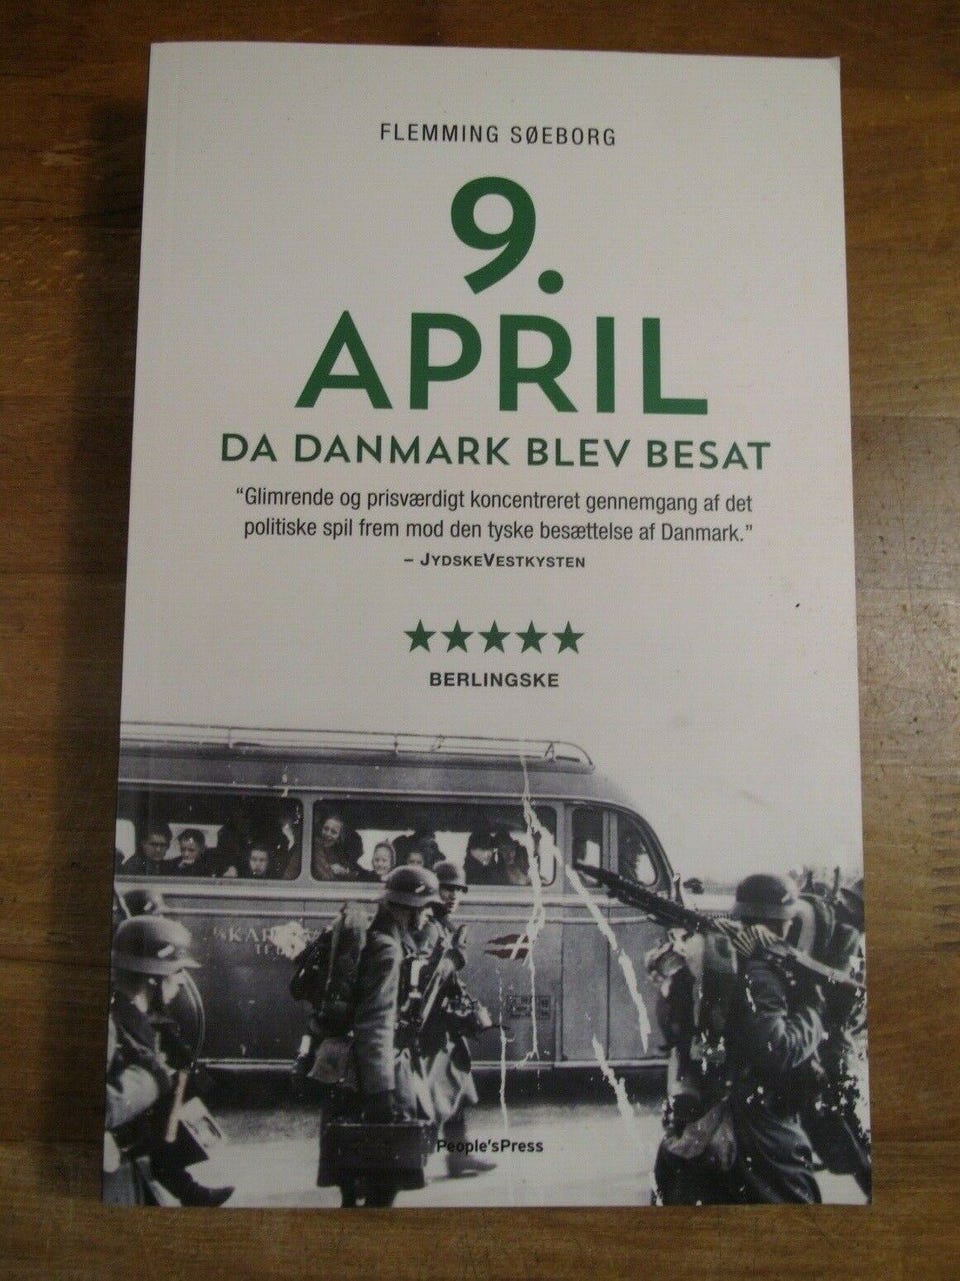 FLEMMING SØEBORG
9.
APRIL
DA DANMARK BLEV BESAT
“Glimrende og prisværdigt koncentreret gennemgang af det
politiske spil frem mod den tyske besættelse af Danmark.”
– JYDSKEVESTKYSTEN
BERLINGSKE
People'sPress